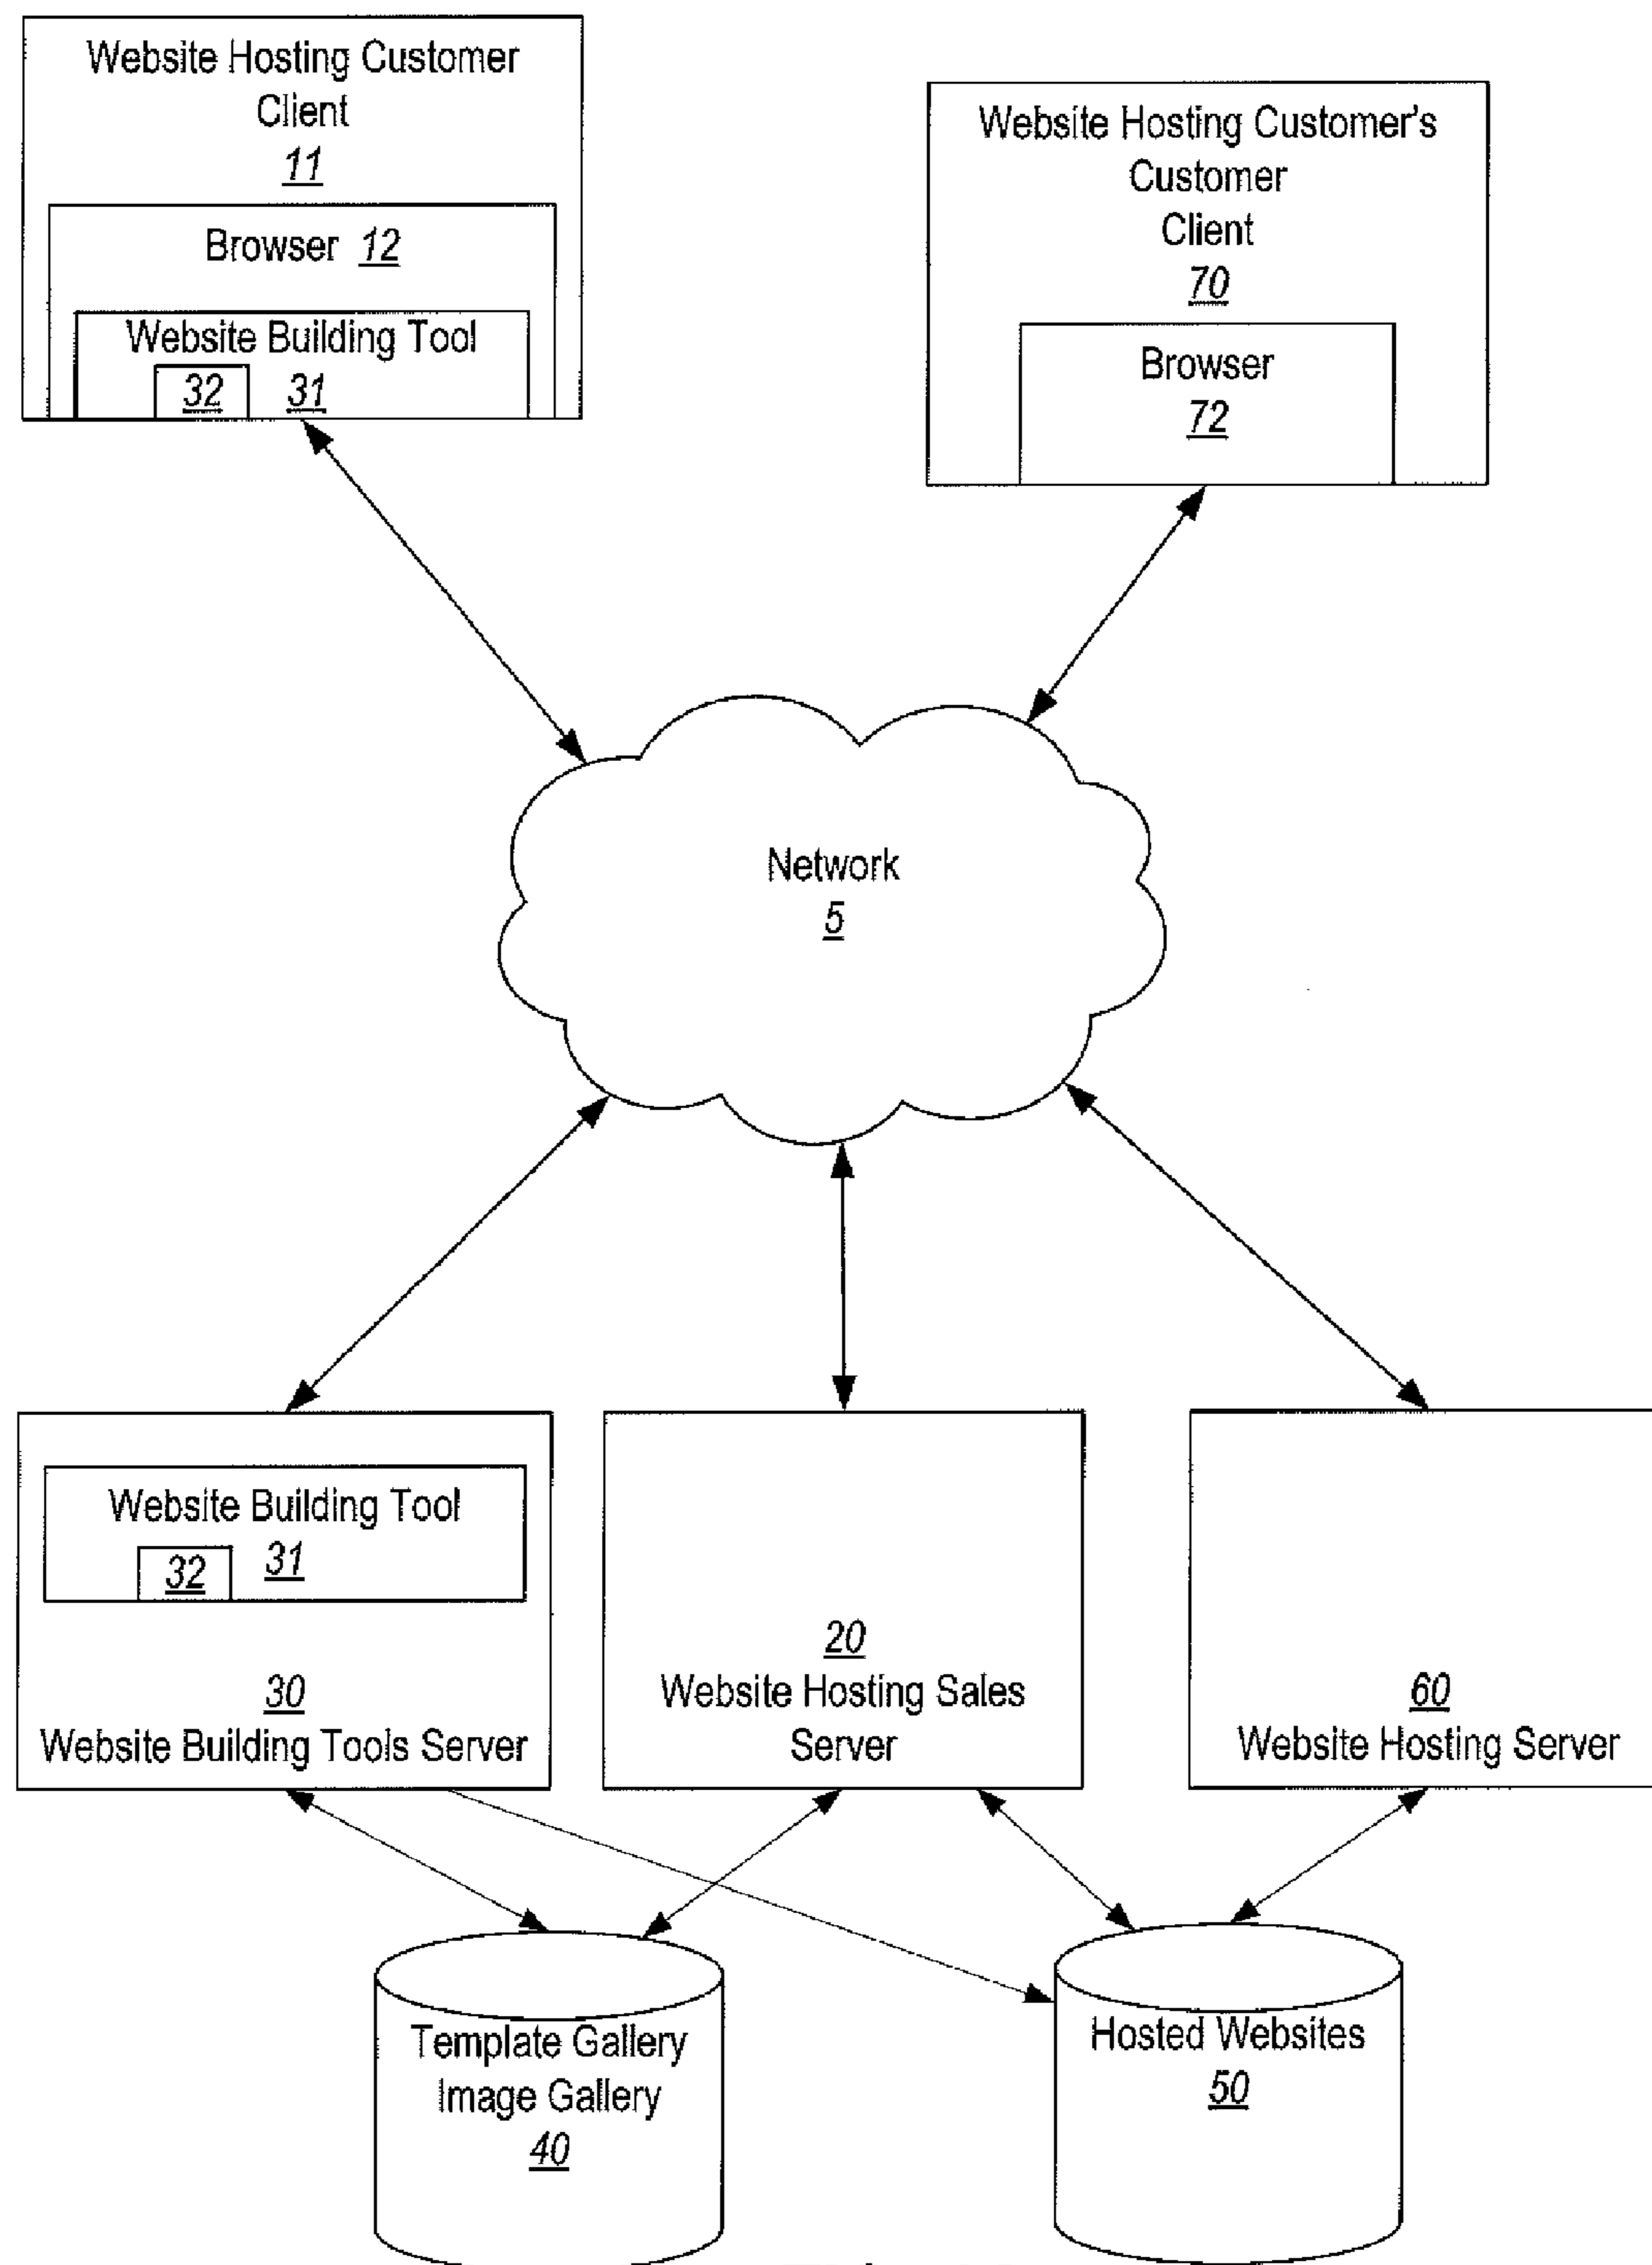 Website Hosting Customer
Client
11
Browser 12
Website Building Tool
32 31
Website Hosting Customer's
Customer
Client
70
Browser
72
Network
5
Website Building Tool
32 31
30
Website Building Tools Server
20
Website Hosting Sales
Server
60
Website Hosting Server
Template Gallery
Image Gallery
40
Hosted Websites
50